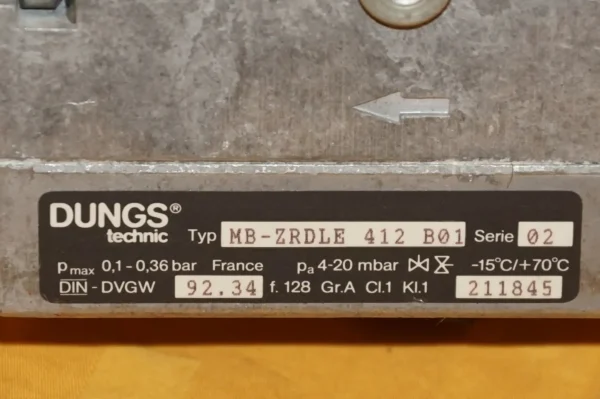 DUNGS®
technic Typ MB-ZRDLE 412 B01 Serie 02
p max 0,1-0,36 bar France pa 4-20 mbar -15°C/+70°C
DIN-DVGW 92.34 f. 128 Gr.A Cl.1 Kl.1 211845